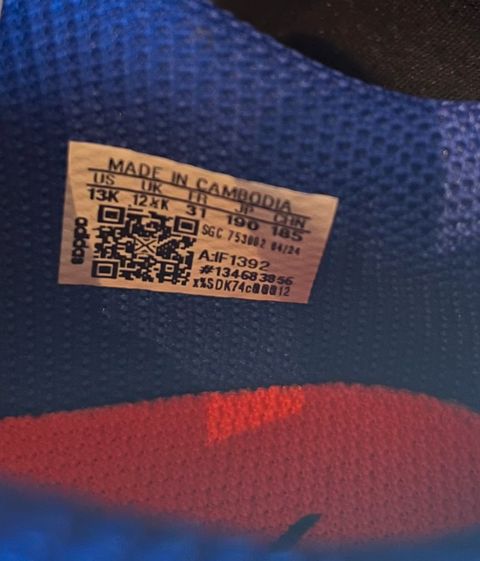 MADE IN CAMBODIA
US UK FR JP CHN
13K 12½K 31 190 185
SGC 753002 04/24
A:IF1392
#134683856
adidas